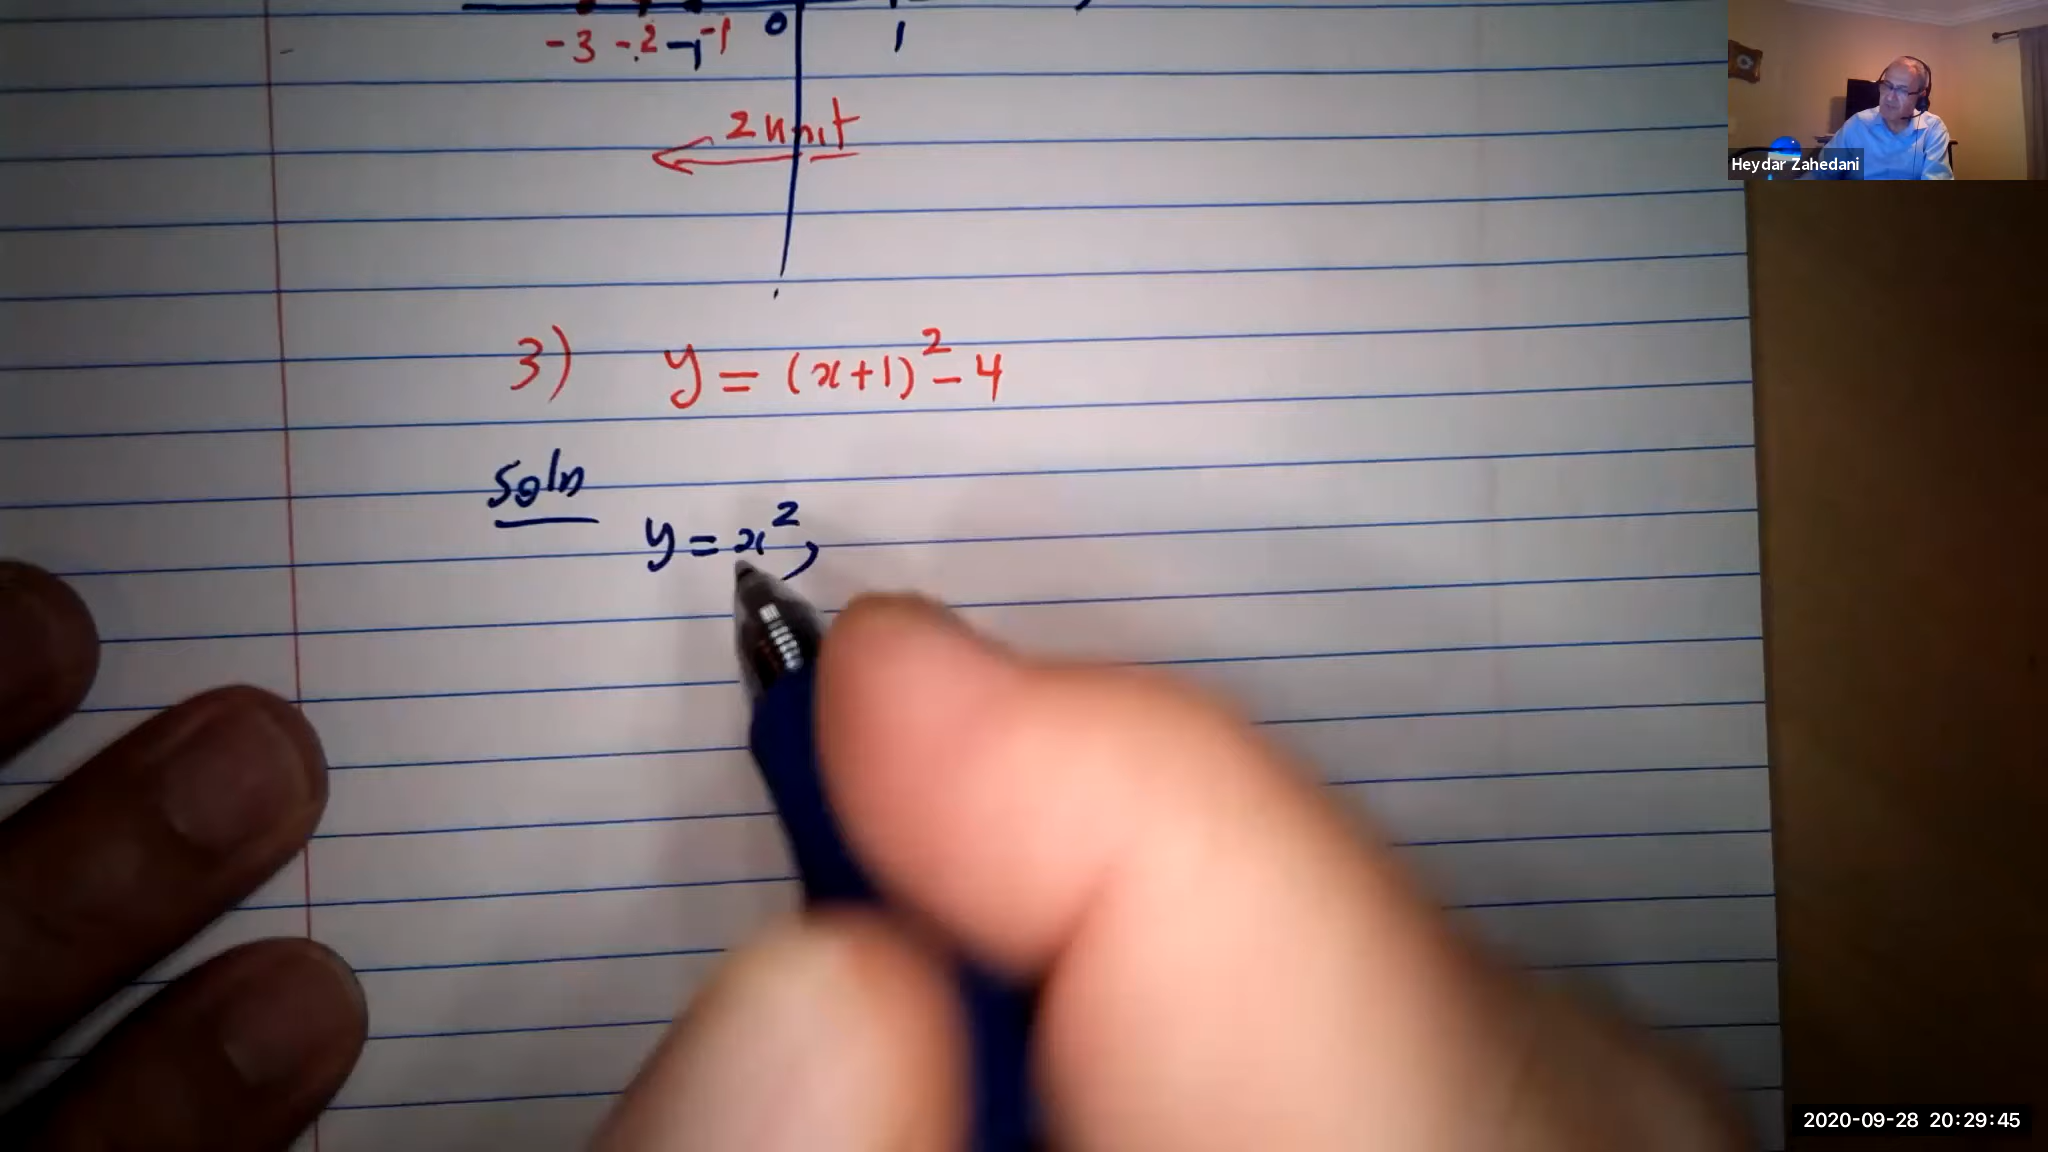 -3 -2 -1 -1 0 1
2 unit
3) y = (x+1)² - 4
Soln
y = x²,
Heydar Zahedani
2020-09-28 20:29:45